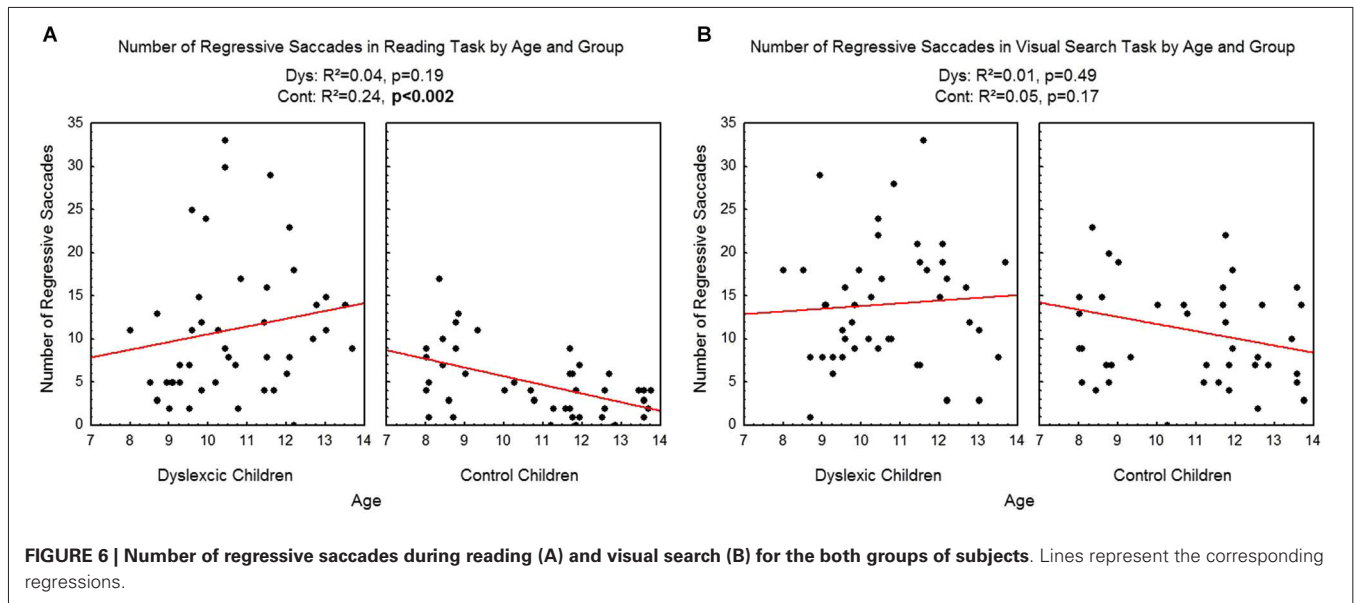 A
Number of Regressive Saccades in Reading Task by Age and Group
Dys: R²=0.04, p=0.19
Cont: R²=0.24, p<0.002
Number of Regressive Saccades
35
30
25
20
15
10
5
0
7 8 9 10 11 12 13 14
7 8 9 10 11 12 13 14
Dyslexcic Children
Control Children
Age
B
Number of Regressive Saccades in Visual Search Task by Age and Group
Dys: R²=0.01, p=0.49
Cont: R²=0.05, p=0.17
Number of Regressive Saccades
35
30
25
20
15
10
5
0
7 8 9 10 11 12 13 14
7 8 9 10 11 12 13 14
Dyslexic Children
Control Children
Age
FIGURE 6 | Number of regressive saccades during reading (A) and visual search (B) for the both groups of subjects. Lines represent the corresponding
regressions.